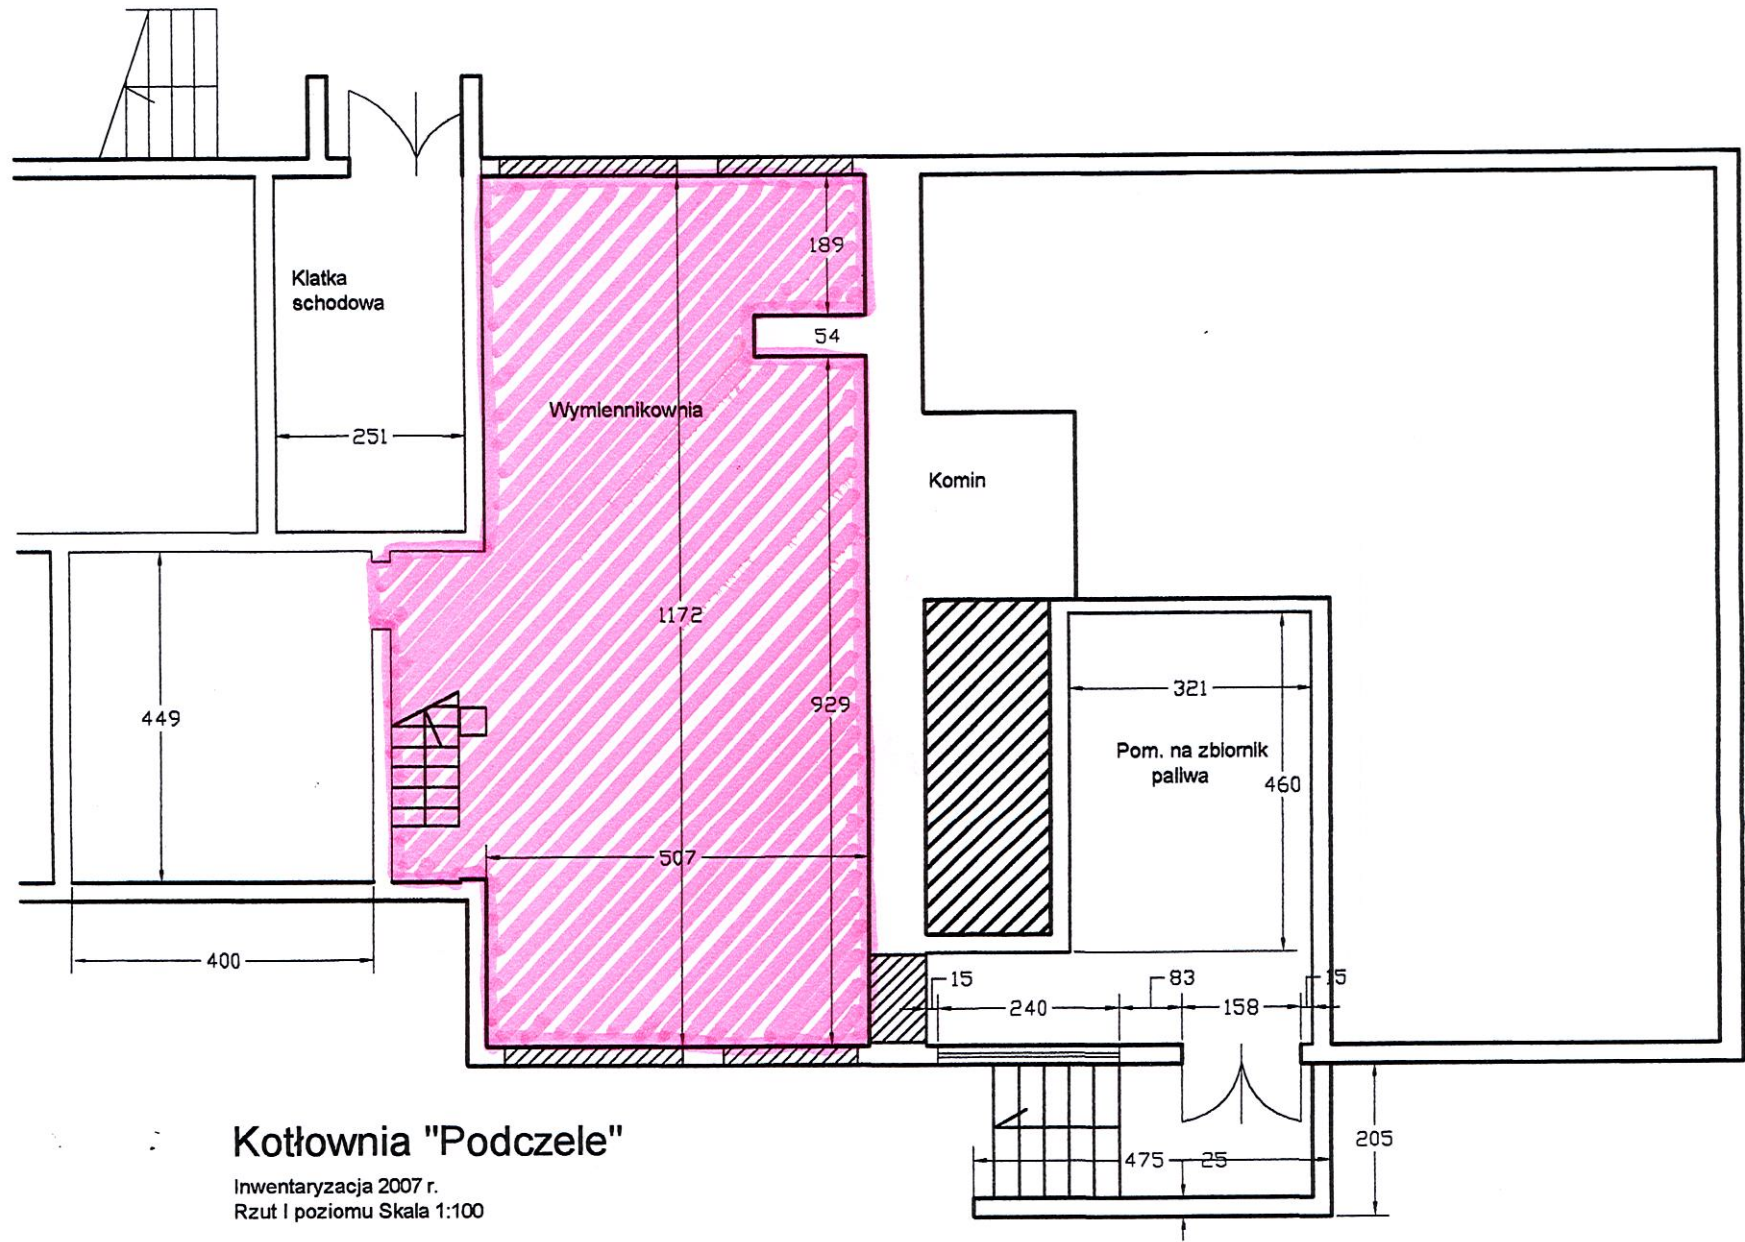 189
Klatka
schodowa
54
Wymiennikownia
251
Komin
1172
449
929
321
Pom. na zbiornik
paliwa
460
507
400
15
83
15
240
158
475
25
205
Kotłownia "Podczele"
Inwentaryzacja 2007 r.
Rzut I poziomu Skala 1:100